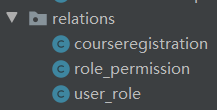 relations
courseregistration
role_permission
user_role